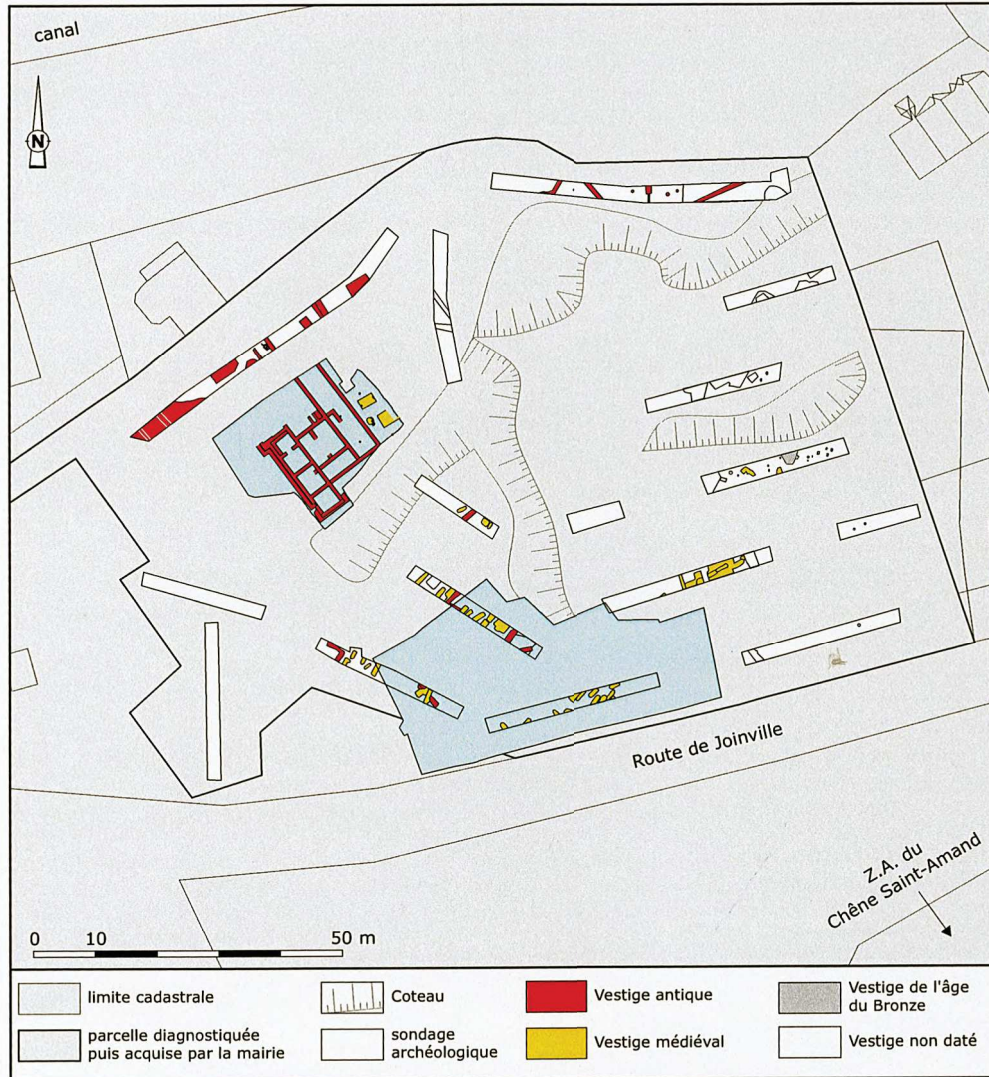 canal
N
Route de Joinville
Z.A. du
Chêne Saint-Amand
0 10 50 m
limite cadastrale
parcelle diagnostiquée
puis acquise par la mairie
Coteau
sondage
archéologique
Vestige antique
Vestige médiéval
Vestige de l'âge
du Bronze
Vestige non daté